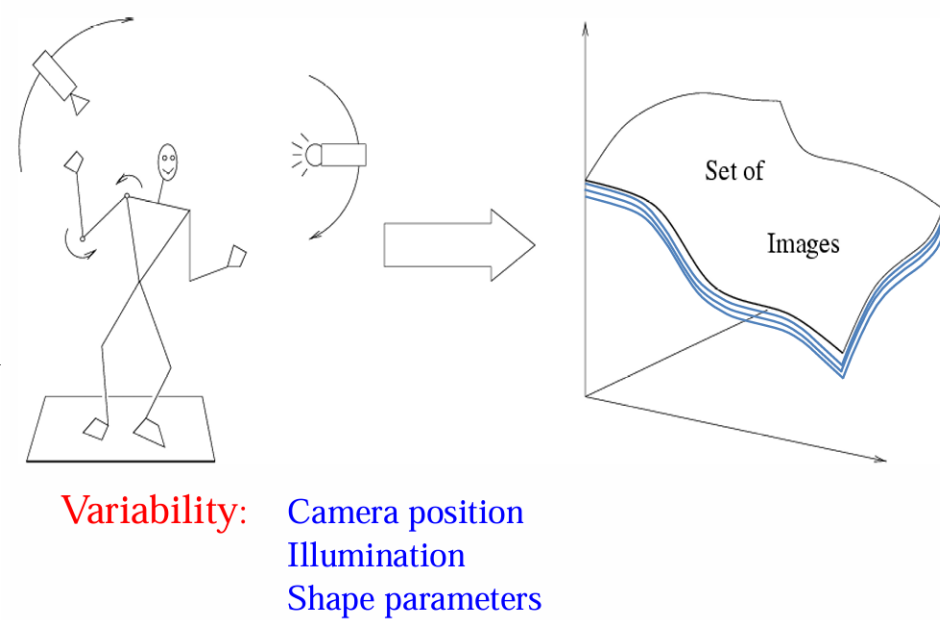 Set of
Images
Variability:
Camera position
Illumination
Shape parameters